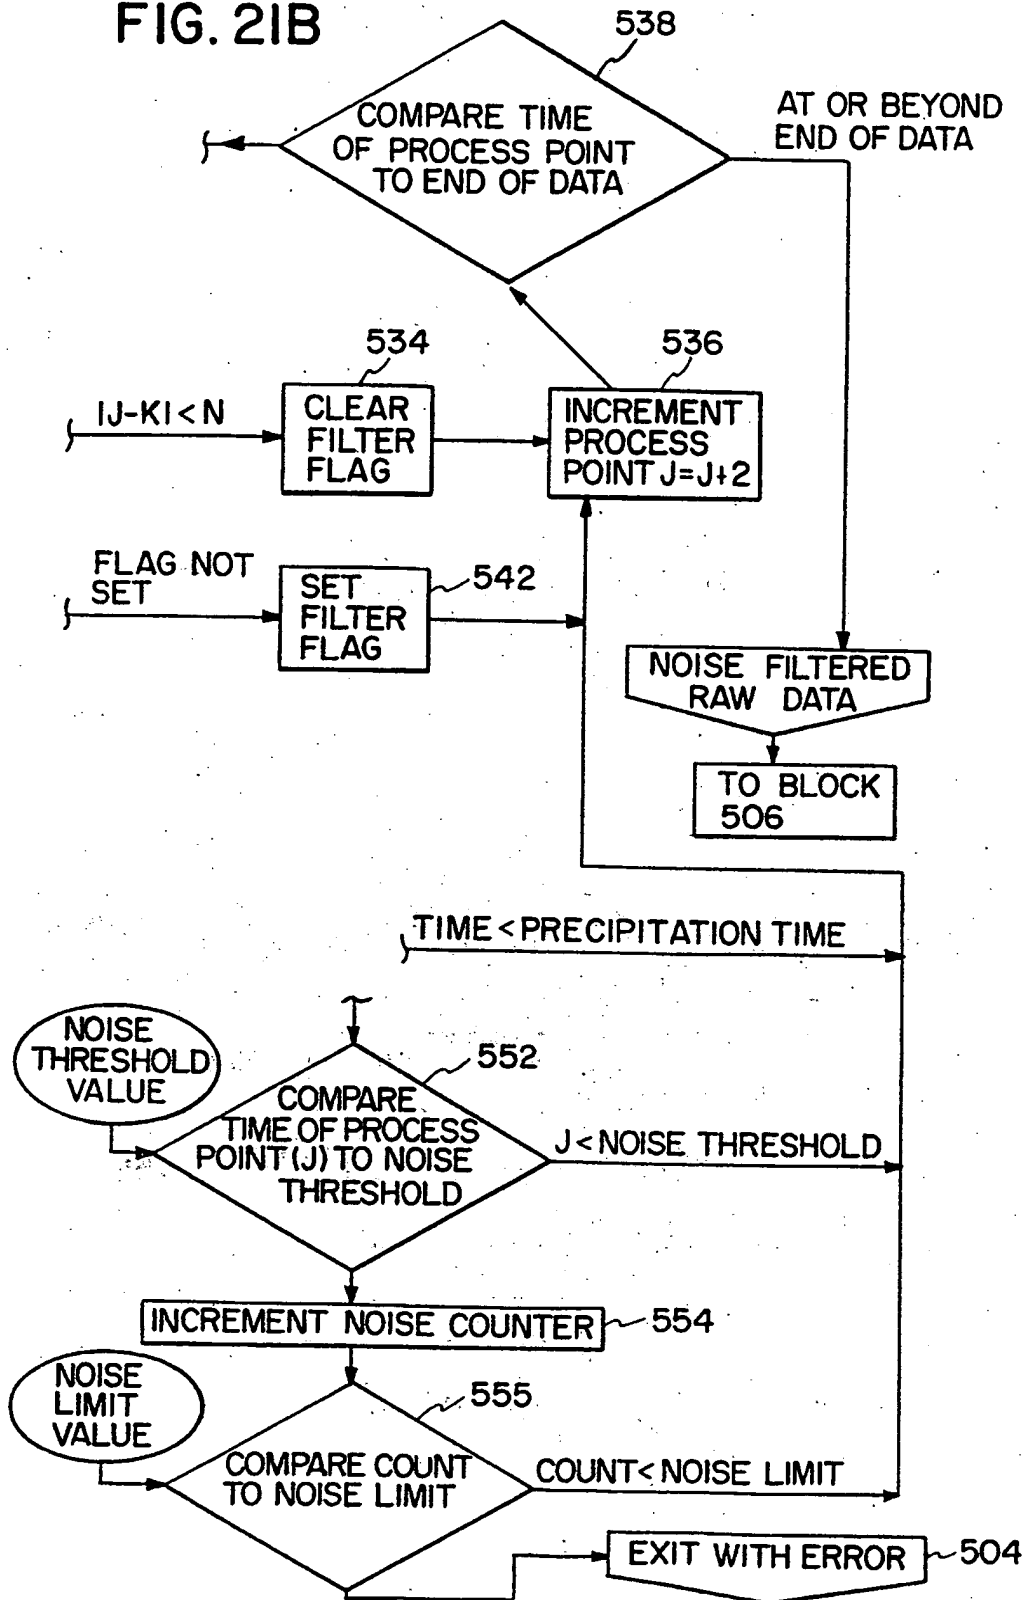 FIG. 21B
538
COMPARE TIME
OF PROCESS POINT
TO END OF DATA
AT OR BEYOND
END OF DATA
534
536
|J-K|<N
CLEAR
FILTER
FLAG
INCREMENT
PROCESS
POINT J=J+2
FLAG NOT
SET
SET
FILTER
FLAG
542
NOISE FILTERED
RAW DATA
TO BLOCK
506
TIME<PRECIPITATION TIME
NOISE
THRESHOLD
VALUE
552
COMPARE
TIME OF PROCESS
POINT (J) TO NOISE
THRESHOLD
J<NOISE THRESHOLD
INCREMENT NOISE COUNTER
554
NOISE
LIMIT
VALUE
555
COMPARE COUNT
TO NOISE LIMIT
COUNT<NOISE LIMIT
EXIT WITH ERROR
504